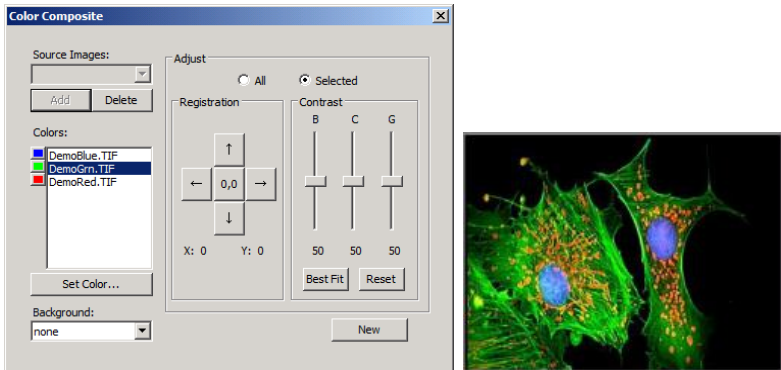 Color Composite
Source Images:
Add
Delete
Colors:
DemoBlue.TIF
DemoGrn.TIF
DemoRed.TIF
Set Color...
Background:
none
Adjust
All
Selected
Registration
↑
← 0,0 →
↓
X: 0 Y: 0
Contrast
B C G
50 50 50
Best Fit
Reset
New